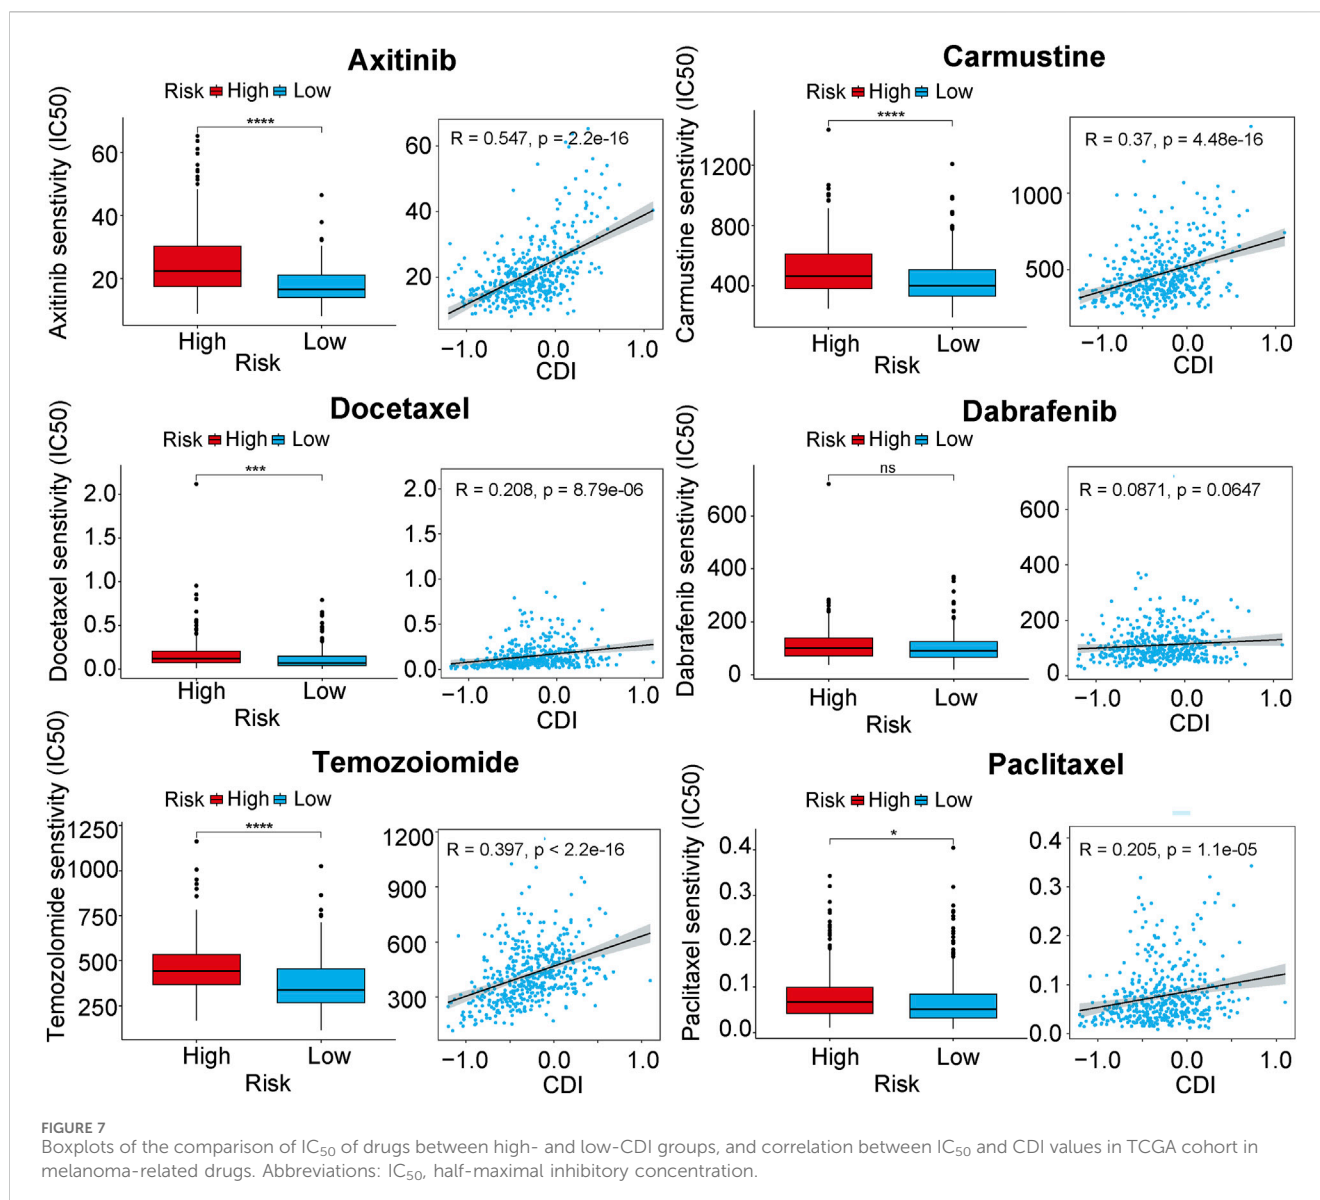 Axitinib
Risk High Low
Axitinib senstivity (IC50)
****
60
40
20
High Low
Risk
R = 0.547, p = 2.2e-16
60
40
20
−1.0 0.0 1.0
CDI
Carmustine
Risk High Low
Carmustine senstivity (IC50)
****
1200
800
400
High Low
Risk
R = 0.37, p = 4.48e-16
1000
500
−1.0 0.0 1.0
CDI
Docetaxel
Risk High Low
Docetaxel senstivity (IC50)
***
2.0
1.5
1.0
0.5
0.0
High Low
Risk
R = 0.208, p = 8.79e-06
2.0
1.5
1.0
0.5
0.0
−1.0 0.0 1.0
CDI
Dabrafenib
Risk High Low
Dabrafenib senstivity (IC50)
ns
600
400
200
0
High Low
Risk
R = 0.0871, p = 0.0647
600
400
200
0
−1.0 0.0 1.0
CDI
Temozoiomide
Risk High Low
Temozolomide senstivity (IC50)
****
1250
1000
750
500
250
High Low
Risk
R = 0.397, p < 2.2e-16
1200
900
600
300
−1.0 0.0 1.0
CDI
Paclitaxel
Risk High Low
Paclitaxel senstivity (IC50)
*
0.4
0.3
0.2
0.1
0.0
High Low
Risk
R = 0.205, p = 1.1e-05
0.4
0.3
0.2
0.1
0.0
−1.0 0.0 1.0
CDI
FIGURE 7
Boxplots of the comparison of IC₅₀ of drugs between high- and low-CDI groups, and correlation between IC₅₀ and CDI values in TCGA cohort in
melanoma-related drugs. Abbreviations: IC₅₀, half-maximal inhibitory concentration.